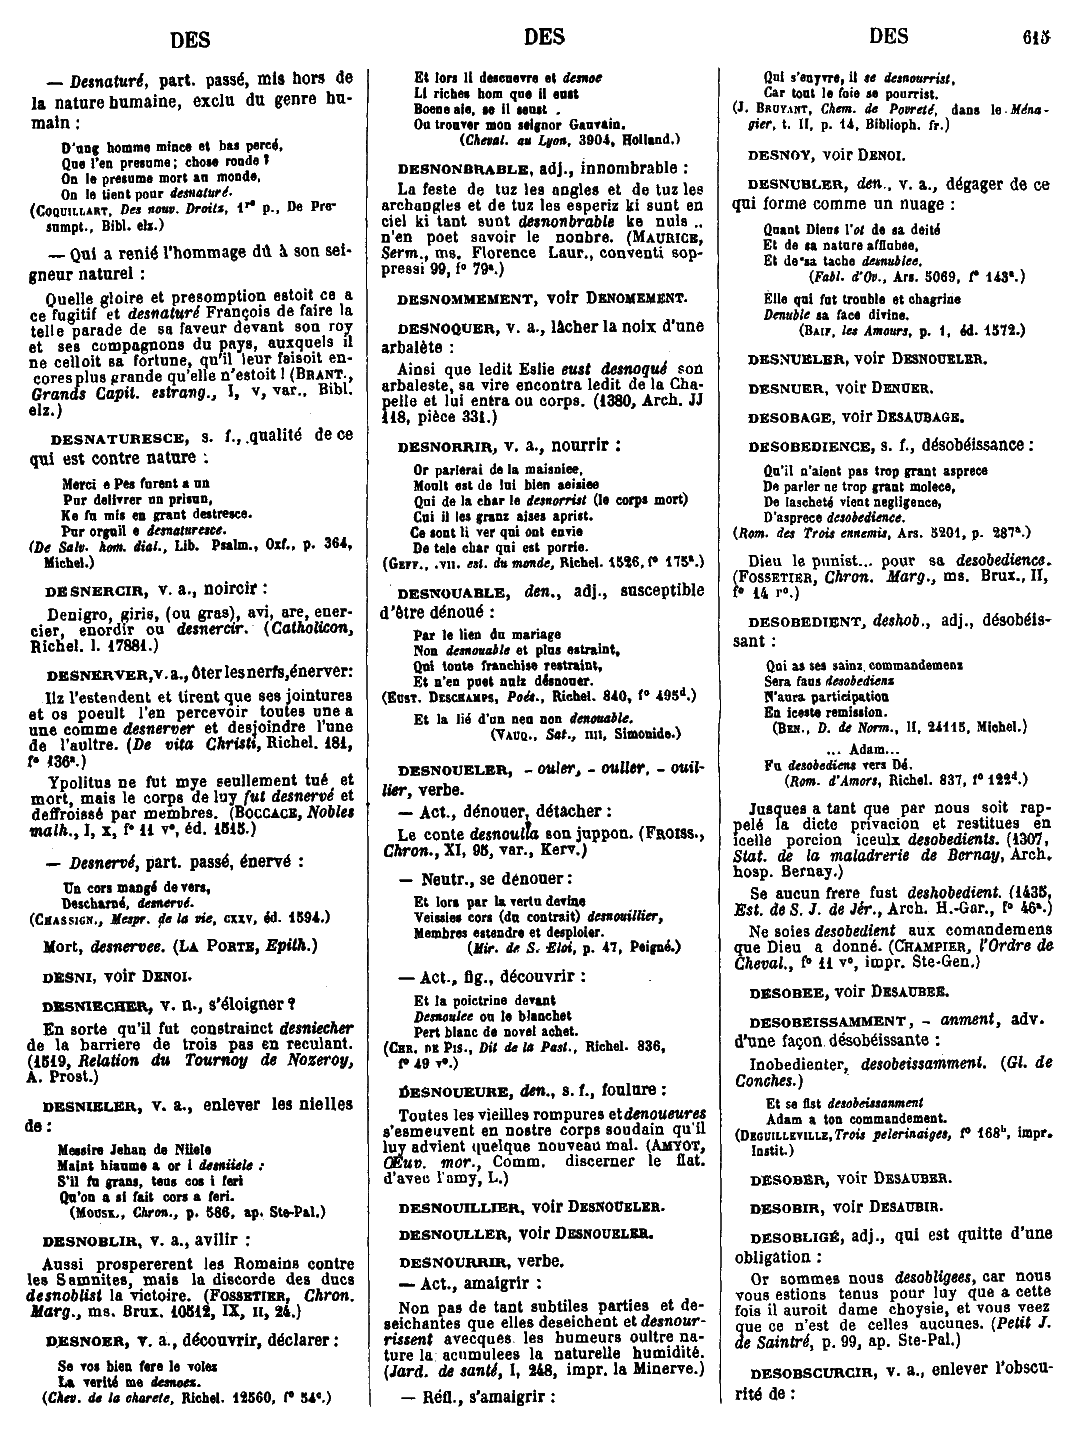 DES
DES
DES 615
— Desnaturé, part. passé, mis hors de
la nature humaine, exclu du genre hu-
main :
D'ung homme mince et bas percé,
Que l'en presume ; chose ronde ?
On le presume mort au monde,
On le tient pour desnaturé.
(COQUILLART, Des nouv. Droitz, 1re p., De Pre-
sumpt., Bibl. elz.)
— Qui a renié l'hommage dû à son sei-
gneur naturel :
Quelle gloire et presomption estoit ce a
ce fugitif et desnaturé François de faire la
telle parade de sa faveur devant son roy
et ses compagnons du pays, auxquels il
ne celloit sa fortune, qu'il leur faisoit en-
cores plus grande qu'elle n'estoit ! (BRANT.,
Grands Capit. estrang., I, V, var., Bibl.
elz.)
DESNATURESCE, s. f., qualité de ce
qui est contre nature :
Merci e Pes furent a un
Pur delivrer un prisun,
Ke fu mis en grant destresce.
Pur orguil e desnaturesce.
(De Salv. hom. dial., Lib. Psalm., Oxf., p. 364,
Michel.)
DESNERCIR, v. a., noircir :
Denigro, giris, (ou gras), avi, are, ener-
cier, enordir ou desnercir. (Catholicon,
Richel. l. 17881.)
DESNERVER, v. a., ôter les nerfs, énerver :
Ilz l'estendent et tirent que ses jointures
et os poeult l'en percevoir toutes une a
une comme desnerver et desjoindre l'une
de l'aultre. (De vita Christi, Richel. 181,
f° 136a.)
Ypolitus ne fut mye seullement tué et
mort, mais le corps de luy fut desnervé et
deffroissé par membres. (BOCCACE, Nobles
malh., I, X, f° 11 v°, éd. 1515.)
— Desnervé, part. passé, énervé :
Un cors mangé de vers,
Descharné, desnervé.
(CHASSIGN., Mespr. de la vie, CXXV, éd. 1594.)
Mort, desnervee. (LA PORTE, Epith.)
DESNI, voir DENOI.
DESNIECHER, v. n., s'éloigner ?
En sorte qu'il fut constrainct desniecher
de la barriere de trois pas en reculant.
(1519, Relation du Tournoy de Nozeroy,
A. Prost.)
DESNIELER, v. a., enlever les nielles
de :
Messire Jehan de Niiele
Maint hiaume a or i desniiele :
S'il fu grans, tens cos i feri
Qu'on a si fait cors a feri.
(MOUSK., Chron., p. 586, ap. Ste-Pal.)
DESNOBLIR, v. a., avilir :
Aussi prospererent les Romains contre
les Samnites, mais la discorde des ducs
desnoblist la victoire. (FOSSETIER, Chron.
Marg., ms. Brux. 10512, IX, II, 24.)
DESNOER, v. a., découvrir, déclarer :
Se vos bien fere le volez
La verité me desnoez.
(Chev. de la charete, Richel. 12560, f° 54c.)
Et lors li descuevre et desnoe
Li riches hom que il eust
Boene aie, se il seust .
Ou trouver mon seignor Gauvain.
(Cheval. au Lyon, 3904, Holland.)
DESNONBRABLE, adj., innombrable :
La feste de tuz les angles et de tuz les
archangles et de tuz les esperiz ki sunt en
ciel ki tant sunt desnonbrable ke nuls ..
n'en poet savoir le nonbre. (MAURICE,
Serm., ms. Florence Laur., conventi sop-
pressi 99, f° 79a.)
DESNOMMEMENT, voir DENOMEMENT.
DESNOQUER, v. a., lâcher la noix d'une
arbalète :
Ainsi que ledit Eslie eust desnoqué son
arbaleste, sa vire encontra ledit de la Cha-
pelle et lui entra ou corps. (1380, Arch. JJ
118, pièce 331.)
DESNORRIR, v. a., nourrir :
Or parlerai de la maisniee,
Moult est de lui bien aeisiee
Qui de la char le desnorrist (le corps mort)
Cui il les granz aises aprist.
Ce sont li ver qui ont envie
De tele char qui est porrie.
(GEFF., .VII. est. du monde, Richel. 1526, f° 175a.)
DESNOUABLE, den., adj., susceptible
d'être dénoué :
Par le lien du mariage
Non desnouable et plus estraint,
Qui toute franchise restraint,
Et n'en puet nulz désnouer.
(EUST. DESCHAMPS, Poés., Richel. 840, f° 495d.)
Et la lié d'un neu non denouable.
(VAUQ., Sat., IIII, Simonide.)
DESNOUELER, - ouler, - ouller, - ouil-
lier, verbe.
— Act., dénouer, détacher :
Le conte desnoulla son juppon. (FROISS.,
Chron., XI, 95, var., Kerv.)
— Neutr., se dénouer :
Et lors par la vertu devine
Veissies cors (du contrait) desnouillier,
Membres estendre et desploier.
(Mir. de S. Eloi, p. 47, Peigné.)
— Act., fig., découvrir :
Et la poictrine devant
Desnoulee ou le blanchet
Pert blanc de novel achet.
(CHR. DE PIS., Dit de la Past., Richel. 836,
f° 49 v°.)
DESNOUEURE, den., s. f., foulure :
Toutes les vieilles rompures et denoueures
s'esmeuvent en nostre corps soudain qu'il
luy advient quelque nouveau mal. (AMYOT,
Œuv. mor., Comm. discerner le flat.
d'avec l'amy, L.)
DESNOUILLIER, voir DESNOUELER.
DESNOULLER, voir DESNOUELER.
DESNOURRIR, verbe.
— Act., amaigrir :
Non pas de tant subtiles parties et de-
seichantes que elles deseichent et desnour-
rissent avecques les humeurs oultre na-
ture la acumulees la naturelle humidité.
(Jard. de santé, I, 248, impr. la Minerve.)
— Réfl., s'amaigrir :
Qui s'enyvre, il se desnourrist,
Car tout le foie se pourrist.
(J. BRUYANT, Chem. de Povreté, dans le Ména-
gier, t. II, p. 14, Biblioph. fr.)
DESNOY, voir DENOI.
DESNUBLER, den., v. a., dégager de ce
qui forme comme un nuage :
Quant Dieus l'ot de sa deité
Et de sa nature affublee,
Et de sa tache desnublee.
(Fabl. d'Ov., Ars. 5069, f° 143a.)
Elle qui fut trouble et chagrine
Denuble sa face divine.
(BAIF, les Amours, p. 1, éd. 1572.)
DESNUELER, voir DESNOUELER.
DESNUER, voir DENUER.
DESOBAGE, voir DESAUBAGE.
DESOBEDIENCE, s. f., désobéissance :
Qu'il n'aient pas trop grant asprece
De parler ne trop grant molece,
De lascheté vient negligence,
D'asprece desobedience.
(Rom. des Trois ennemis, Ars. 5201, p. 287a.)
Dieu le punist... pour sa desobedience.
(FOSSETIER, Chron. Marg., ms. Brux., II,
f° 14 r°.)
DESOBEDIENT, deshob., adj., désobéis-
sant :
Qui as ses sainz commandemenz
Sera faus desobedienz
N'aura participation
En iceste remission.
(BEN., D. de Norm., II, 24115, Michel.)
... Adam...
Fu desobediens vers Dé.
(Rom. d'Amors, Richel. 837, f° 122d.)
Jusques a tant que par nous soit rap-
pelé la dicte privacion et restitues en
icelle porcion iceulx desobedients. (1307,
Stat. de la maladrerie de Bernay, Arch.
hosp. Bernay.)
Se aucun frere fust deshobedient. (1435,
Est. de S. J. de Jér., Arch. H.-Gar., f° 46a.)
Ne soies desobedient aux comandemens
que Dieu a donné. (CHAMPIER, l'Ordre de
Cheval., f° 11 v°, impr. Ste-Gen.)
DESOBEE, voir DESAUBEE.
DESOBEISSAMMENT, - anment, adv.
d'une façon désobéissante :
Inobedienter, desobeissamment. (Gl. de
Conches.)
Et se fist desobeissanment
Adam a ton commandement.
(DEGUILLEVILLE, Trois pelerinaiges, f° 168b, impr.
Instit.)
DESOBER, voir DESAUBER.
DESOBIR, voir DESAUBIR.
DESOBLIGÉ, adj., qui est quitte d'une
obligation :
Or sommes nous desobligees, car nous
vous estions tenus pour luy que a cette
fois il auroit dame choysie, et vous veez
que ce n'est de celles aucunes. (Petit J.
de Saintré, p. 99, ap. Ste-Pal.)
DESOBSCURCIR, v. a., enlever l'obscu-
rité de :